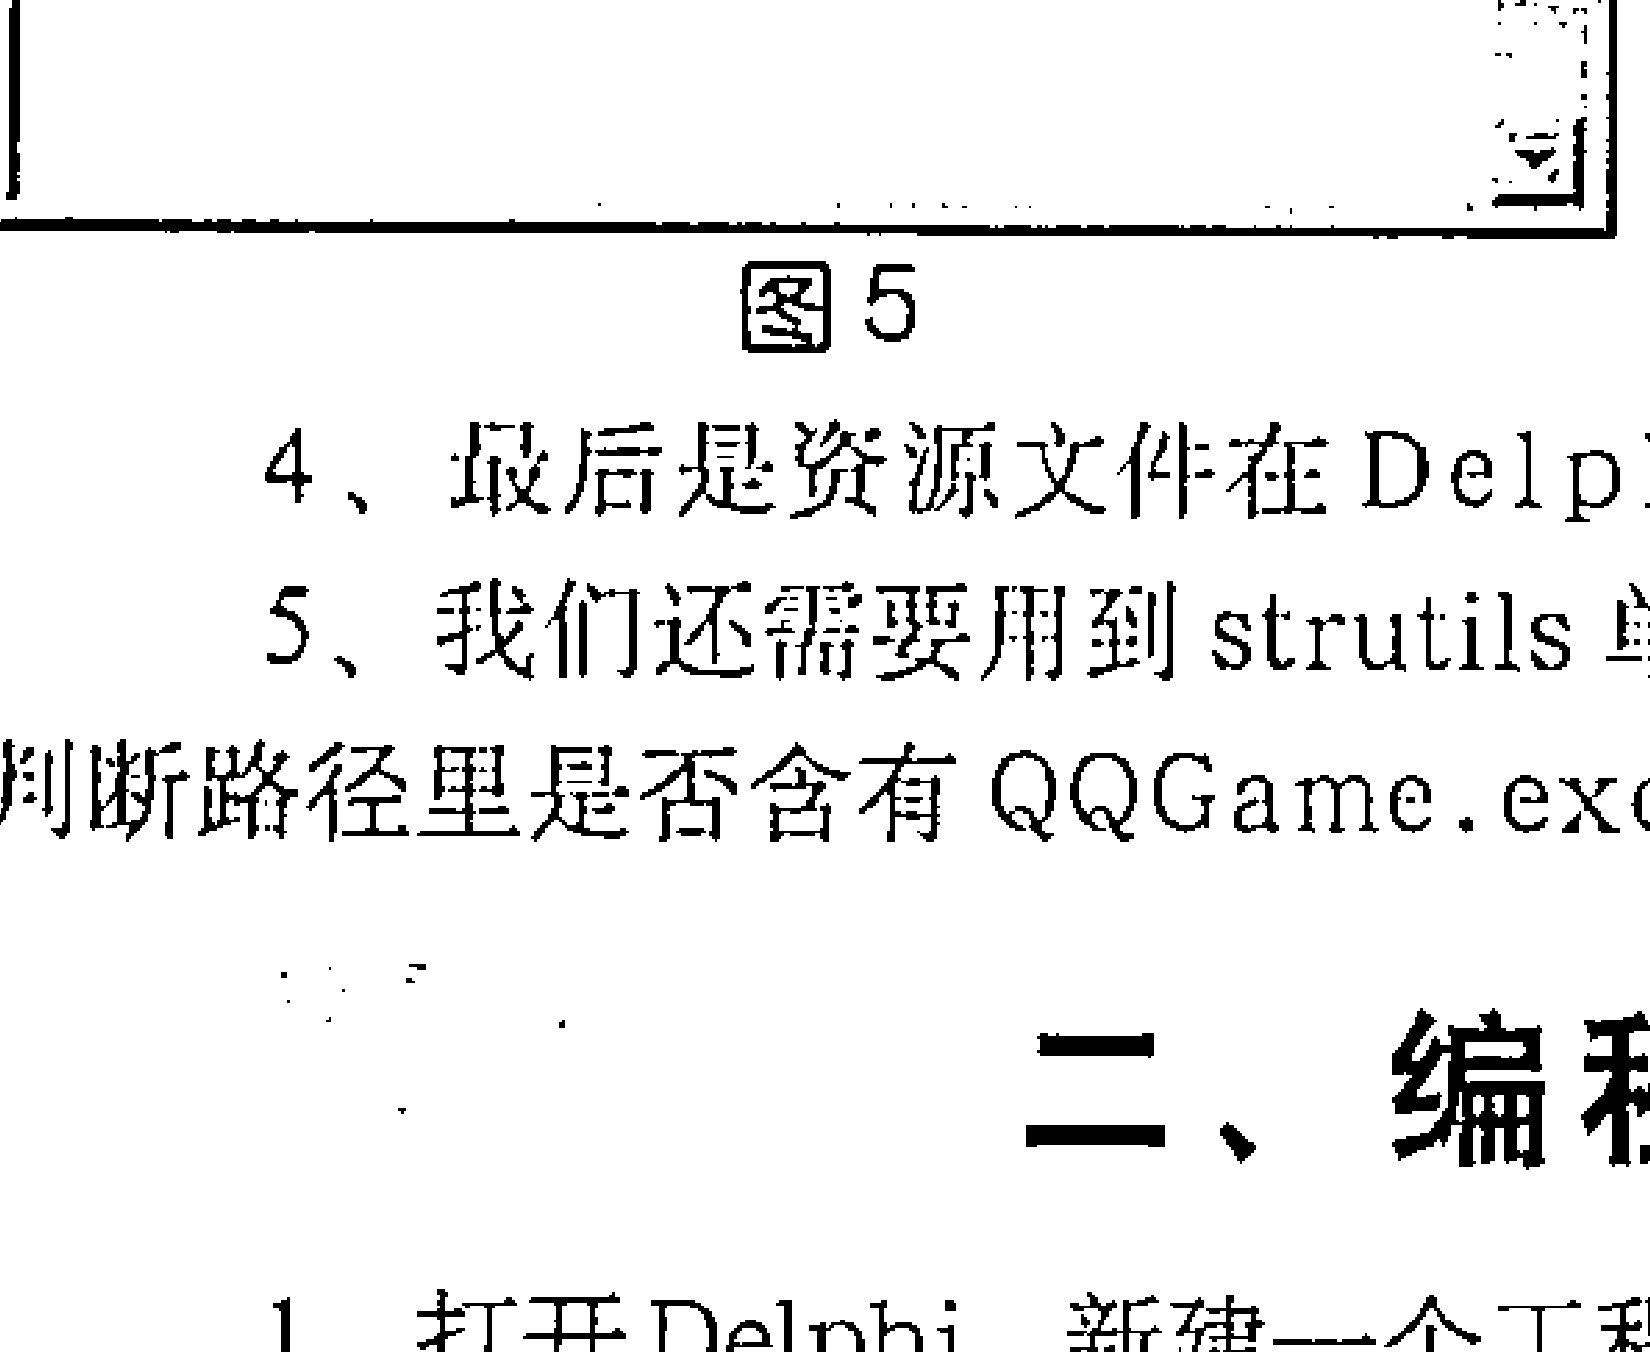 图5
4、最后是资源文件在Delp
5、我们还需要用到strutils
判断路径里是否含有QQGame.exe
二、编程
1 打开Delphi 新建一个工程